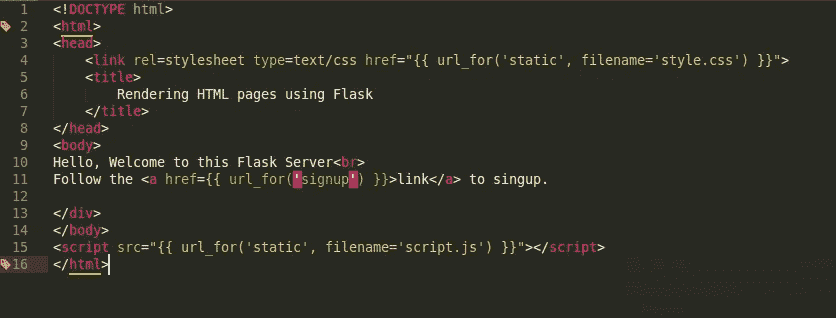 1 <!DOCTYPE html>
2 <html>
3 <head>
4     <link rel=stylesheet type=text/css href="{{ url_for('static', filename='style.css') }}">
5     <title>
6         Rendering HTML pages using Flask
7     </title>
8 </head>
9 <body>
10 Hello, Welcome to this Flask Server<br>
11 Follow the <a href={{ url_for('signup') }}>link</a> to singup.
12
13 </div>
14 </body>
15 <script src="{{ url_for('static', filename='script.js') }}"></script>
16 </html>